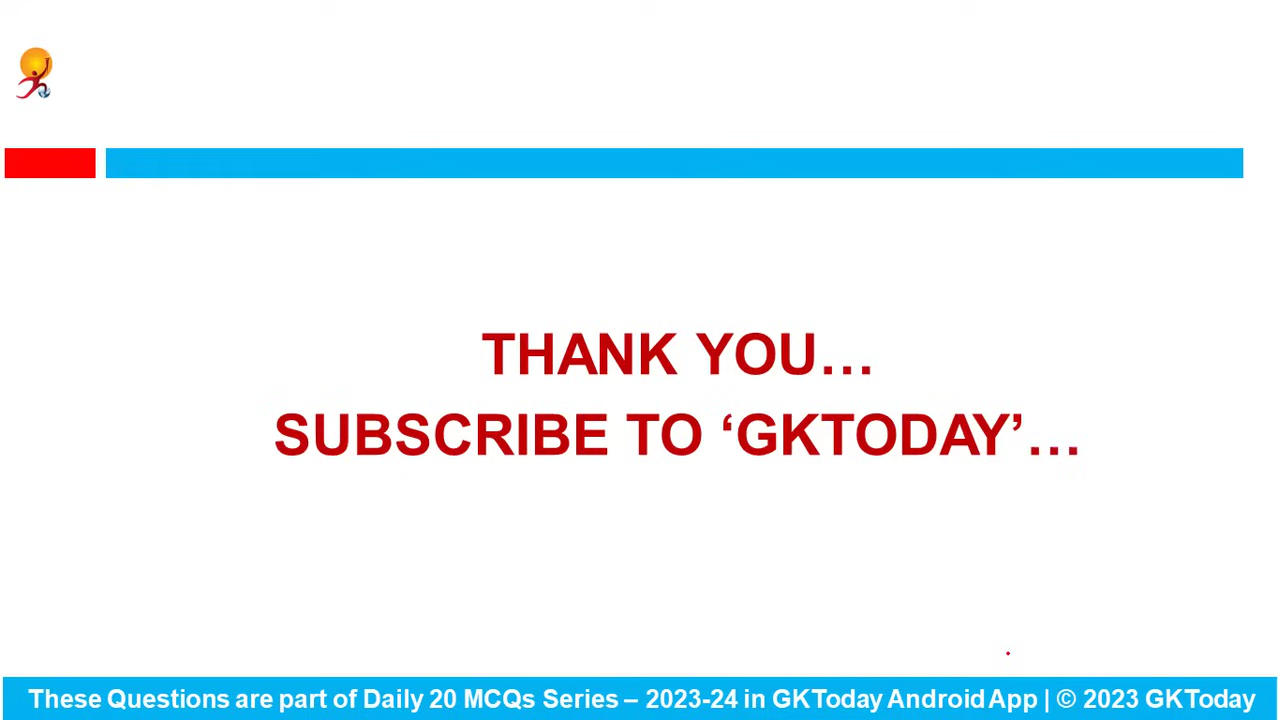 THANK YOU…
SUBSCRIBE TO ‘GKTODAY’…
These Questions are part of Daily 20 MCQs Series – 2023-24 in GKToday Android App | © 2023 GKToday